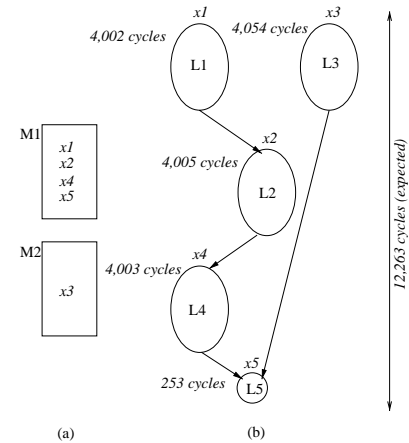 x1
x3
4,002 cycles
4,054 cycles
L1
L3
M1
x1
x2
x4
x5
x2
4,005 cycles
L2
M2
x3
x4
4,003 cycles
L4
x5
253 cycles
L5
12,263 cycles (expected)
(a)
(b)